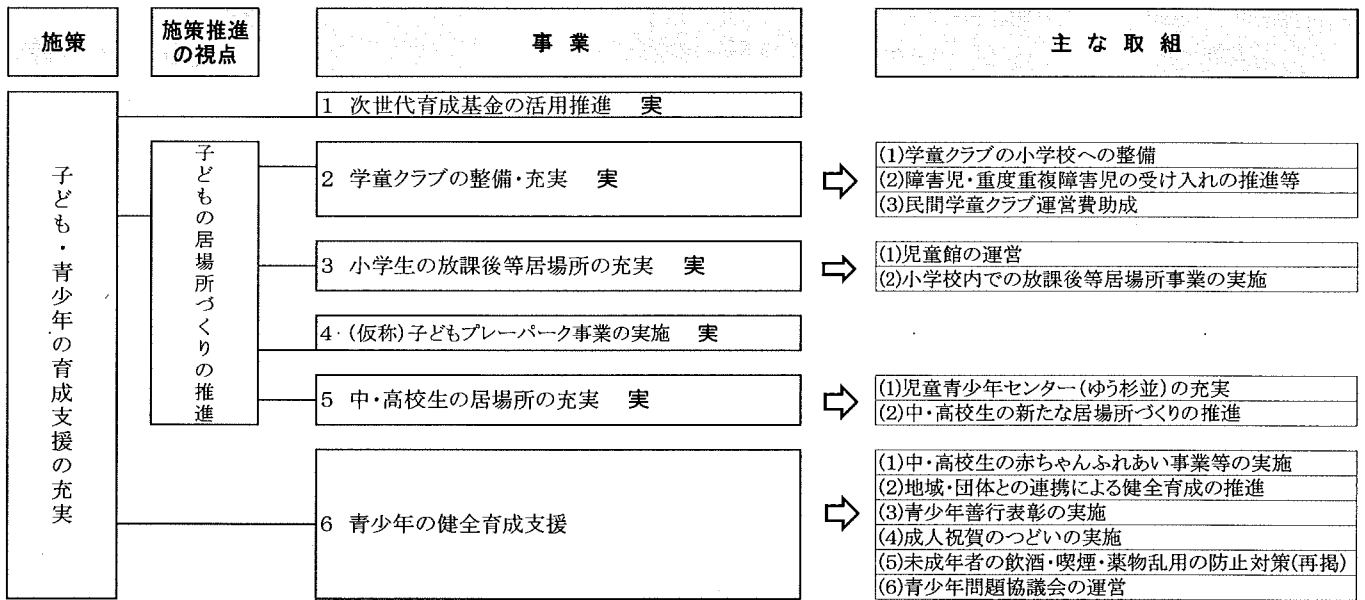 施策
施策推進
の視点
事業
主な取組
子ども・青少年の育成支援の充実
子どもの居場所づくりの推進
1 次世代育成基金の活用推進 実
2 学童クラブの整備・充実 実
(1)学童クラブの小学校への整備
(2)障害児・重度重複障害児の受け入れの推進等
(3)民間学童クラブ運営費助成
3 小学生の放課後等居場所の充実 実
(1)児童館の運営
(2)小学校内での放課後等居場所事業の実施
4 (仮称)子どもプレーパーク事業の実施 実
5 中・高校生の居場所の充実 実
(1)児童青少年センター(ゆう杉並)の充実
(2)中・高校生の新たな居場所づくりの推進
6 青少年の健全育成支援
(1)中・高校生の赤ちゃんふれあい事業等の実施
(2)地域・団体との連携による健全育成の推進
(3)青少年善行表彰の実施
(4)成人祝賀のつどいの実施
(5)未成年者の飲酒・喫煙・薬物乱用の防止対策(再掲)
(6)青少年問題協議会の運営